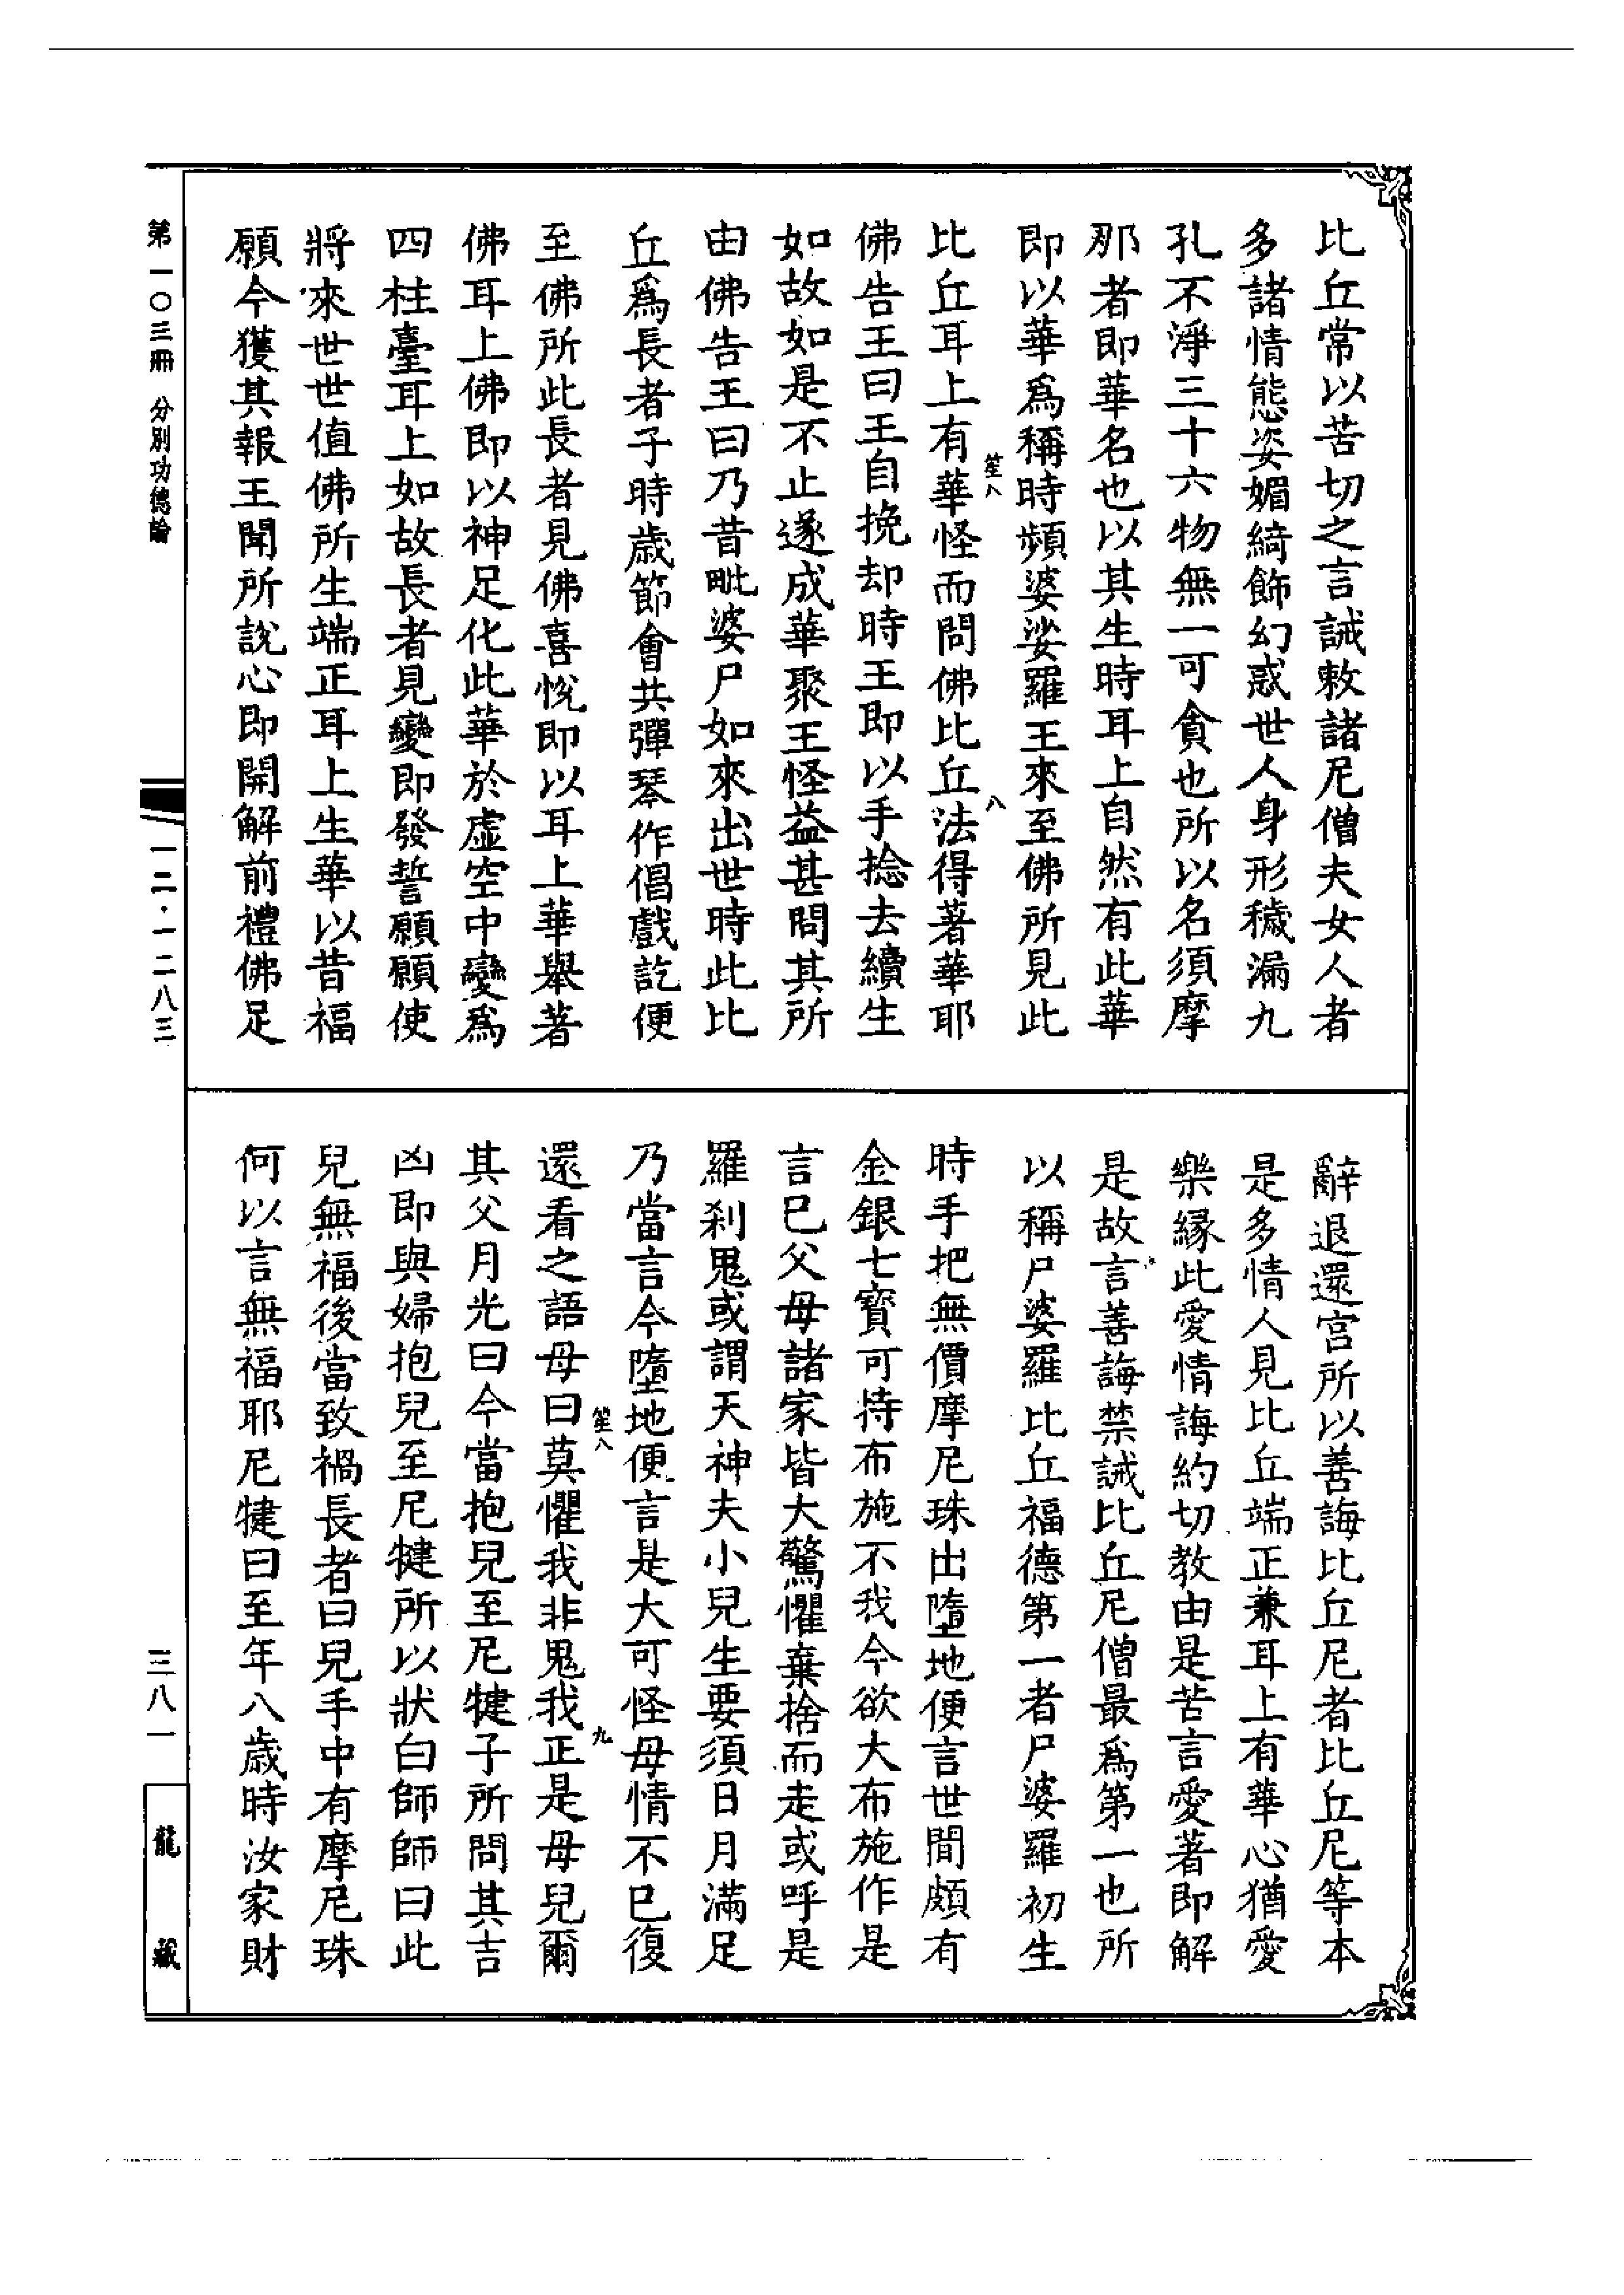 比丘常以苦切之言誡敕諸尼僧夫女人者
多諸情態姿媚綺飾幻惑世人身形穢漏九
孔不淨三十六物無一可貪也所以名須摩
那者即華名也以其生時耳上自然有此華
即以華為稱時頻婆娑羅王來至佛所見此
笙八
八
比丘耳上有華怪而問佛比丘法得著華耶
佛告王曰王自挽却時王即以手捻去續生
如故如是不止遂成華聚王怪益甚問其所
由佛告王曰乃昔毗婆尸如來出世時此比
丘爲長者子時歲節會共彈琴作倡戲訖便
至佛所此長者見佛喜悅即以耳上華舉著
佛耳上佛即以神足化此華於虛空中變爲
四柱臺耳上如故長者見變即發誓願願使
將來世世值佛所生端正耳上生華以昔福
願今獲其報王聞所說心即開解前禮佛足
辭退還宮所以善誨比丘尼者比丘尼等本
是多情人見比丘端正兼耳上有華心猶愛
樂緣此愛情誨約切教由是苦言愛著即解
是故言善誨禁誡比丘尼僧最爲第一也所
以稱尸婆羅比丘福德第一者尸婆羅初生
時手把無價摩尼珠出墮地便言世間頗有
金銀七寶可持布施不我今欲大布施作是
言已父母諸家皆大驚懼棄捨而走或呼是
羅刹鬼或謂天神夫小兒生要須日月滿足
乃當言今墮地便言是大可怪母情不已復
笙八
九
還看之語母曰莫懼我非鬼我正是母兒爾
其父月光曰今當抱兒至尼犍子所問其吉
凶即與婦抱兒至尼犍所以狀白師師曰此
兒無福後當致禍長者曰兒手中有摩尼珠
何以言無福耶尼犍曰至年八歲時汝家財
第一〇三冊 分別功德論
一二·一二八三
三八一
龍藏